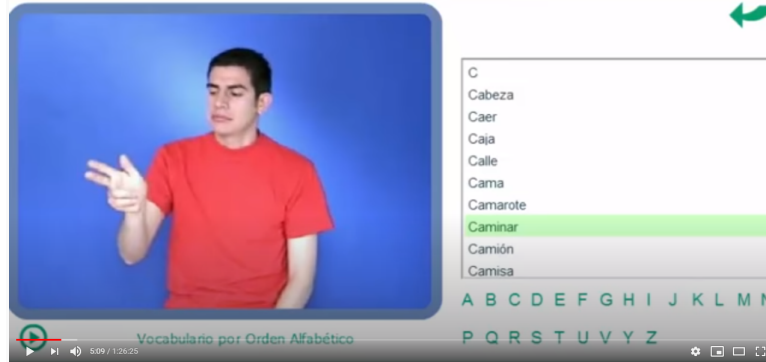 C
Cabeza
Caer
Caja
Calle
Cama
Camarote
Caminar
Camión
Camisa
A B C D E F G H I J K L M N
Vocabulario por Orden Alfabético
P Q R S T U V Y Z
5:09 / 1:26:25